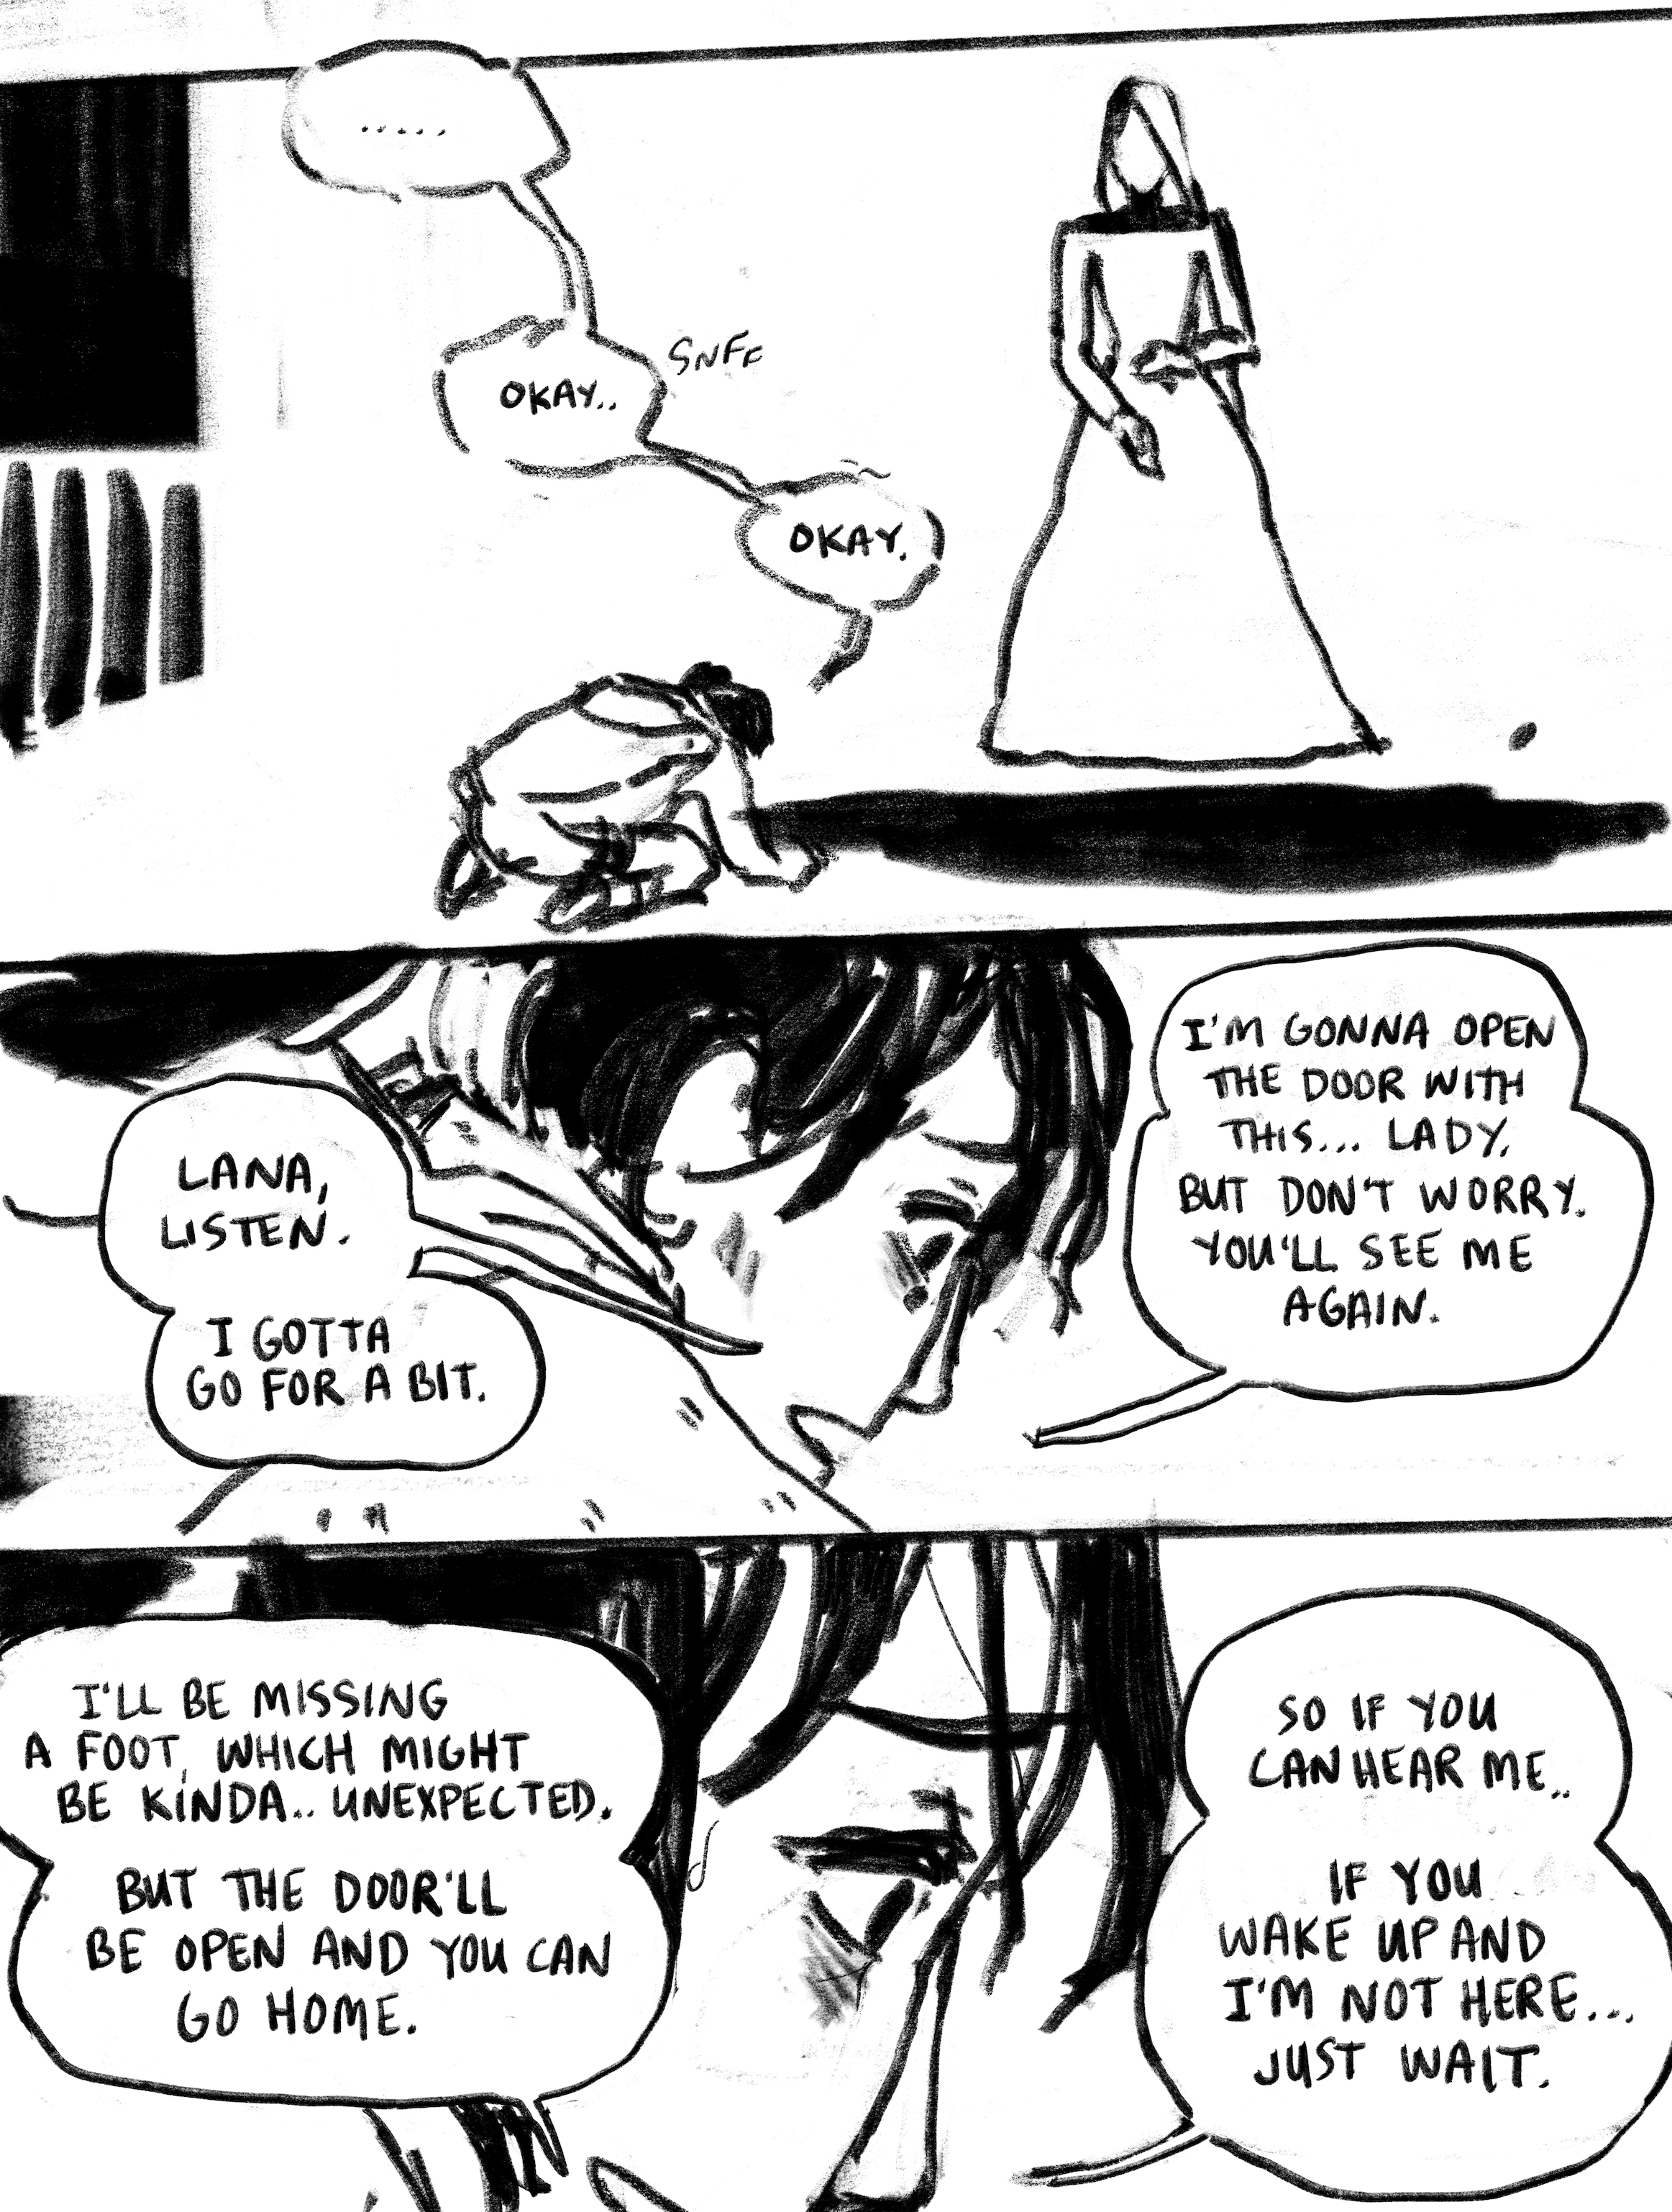 .....
OKAY..
SNFF
OKAY.
LANA,
LISTEN.
I GOTTA
GO FOR A BIT.
I'M GONNA OPEN
THE DOOR WITH
THIS... LADY.
BUT DON'T WORRY.
YOU'LL SEE ME
AGAIN.
I'LL BE MISSING
A FOOT, WHICH MIGHT
BE KINDA.. UNEXPECTED.
BUT THE DOOR'LL
BE OPEN AND YOU CAN
GO HOME.
SO IF YOU
CAN HEAR ME..
IF YOU
WAKE UP AND
I'M NOT HERE...
JUST WAIT.